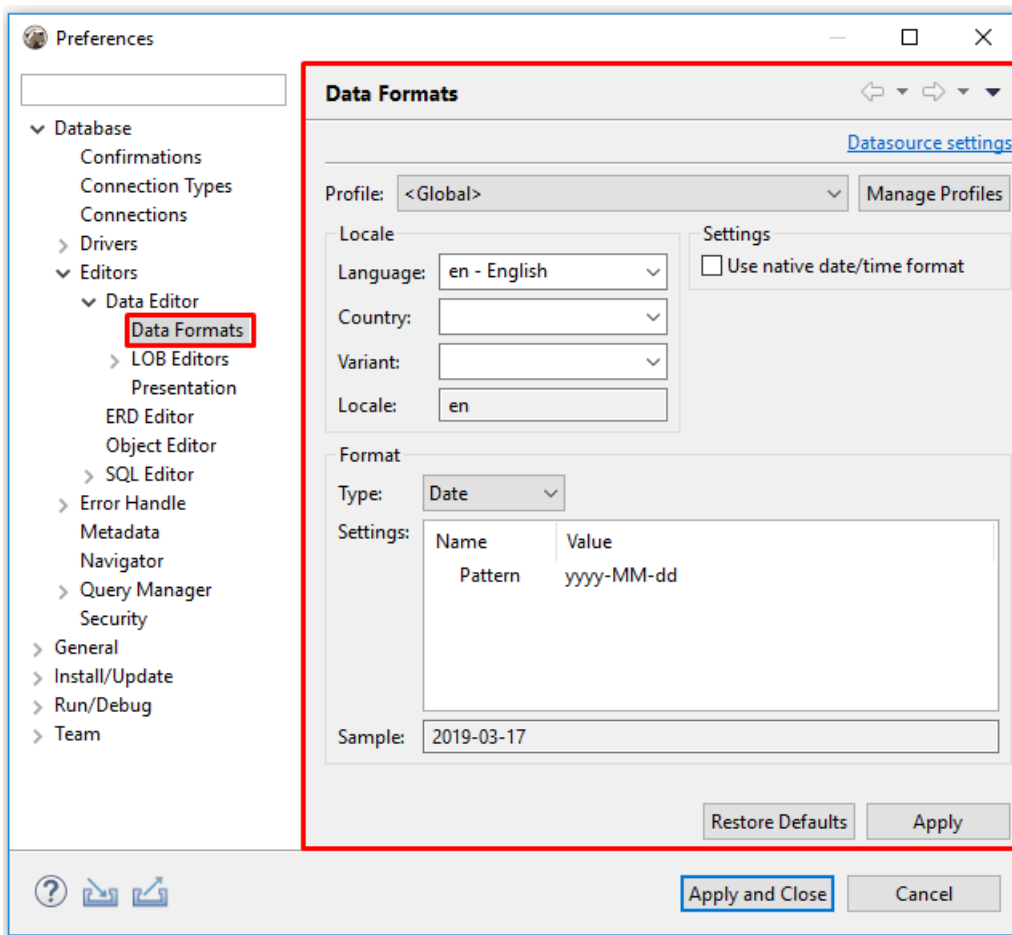 Preferences
Database
Confirmations
Connection Types
Connections
Drivers
Editors
Data Editor
Data Formats
LOB Editors
Presentation
ERD Editor
Object Editor
SQL Editor
Error Handle
Metadata
Navigator
Query Manager
Security
General
Install/Update
Run/Debug
Team
Data Formats
Datasource settings
Profile: <Global> Manage Profiles
Locale
Language: en - English
Country:
Variant:
Locale: en
Settings
Use native date/time format
Format
Type: Date
Settings:
Name Value
Pattern yyyy-MM-dd
Sample: 2019-03-17
Restore Defaults Apply
? Apply and Close Cancel